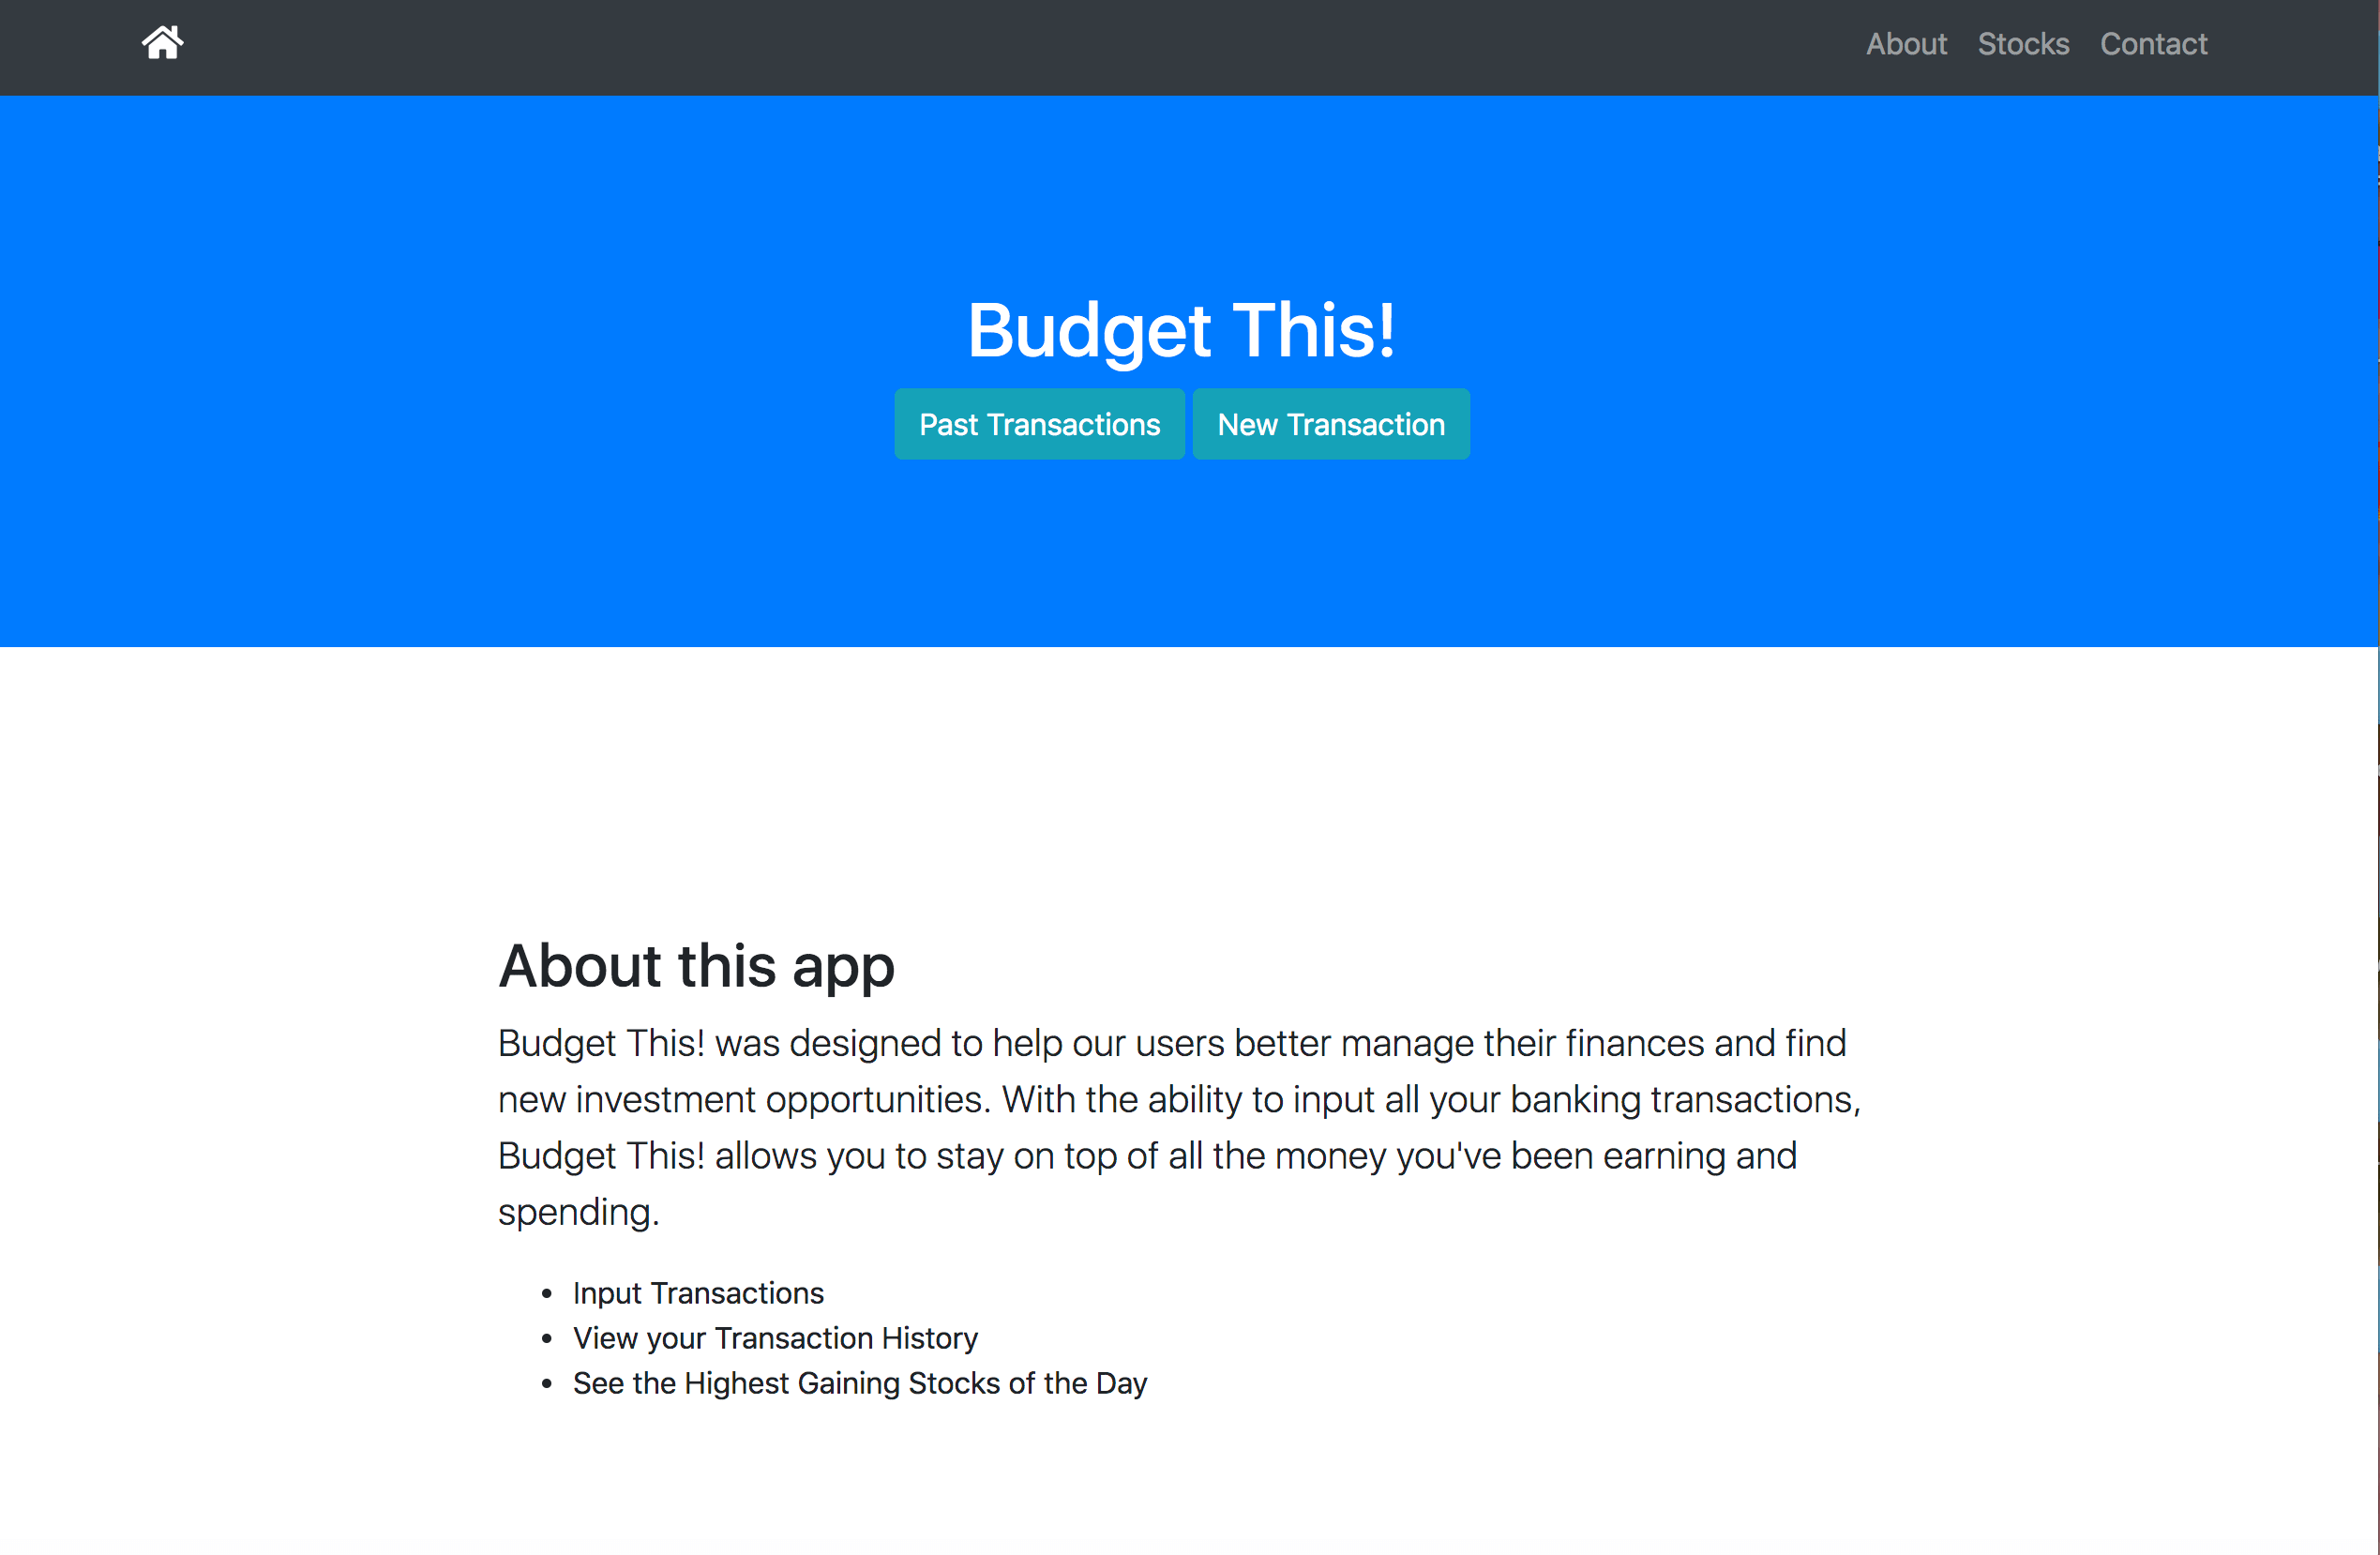 About Stocks Contact
Budget This!
Past Transactions New Transaction
About this app
Budget This! was designed to help our users better manage their finances and find
new investment opportunities. With the ability to input all your banking transactions,
Budget This! allows you to stay on top of all the money you've been earning and
spending.
• Input Transactions
• View your Transaction History
• See the Highest Gaining Stocks of the Day